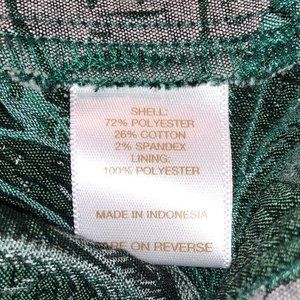 SHELL:
72% POLYESTER
26% COTTON
2% SPANDEX
LINING:
100% POLYESTER
MADE IN INDONESIA
ON REVERSE